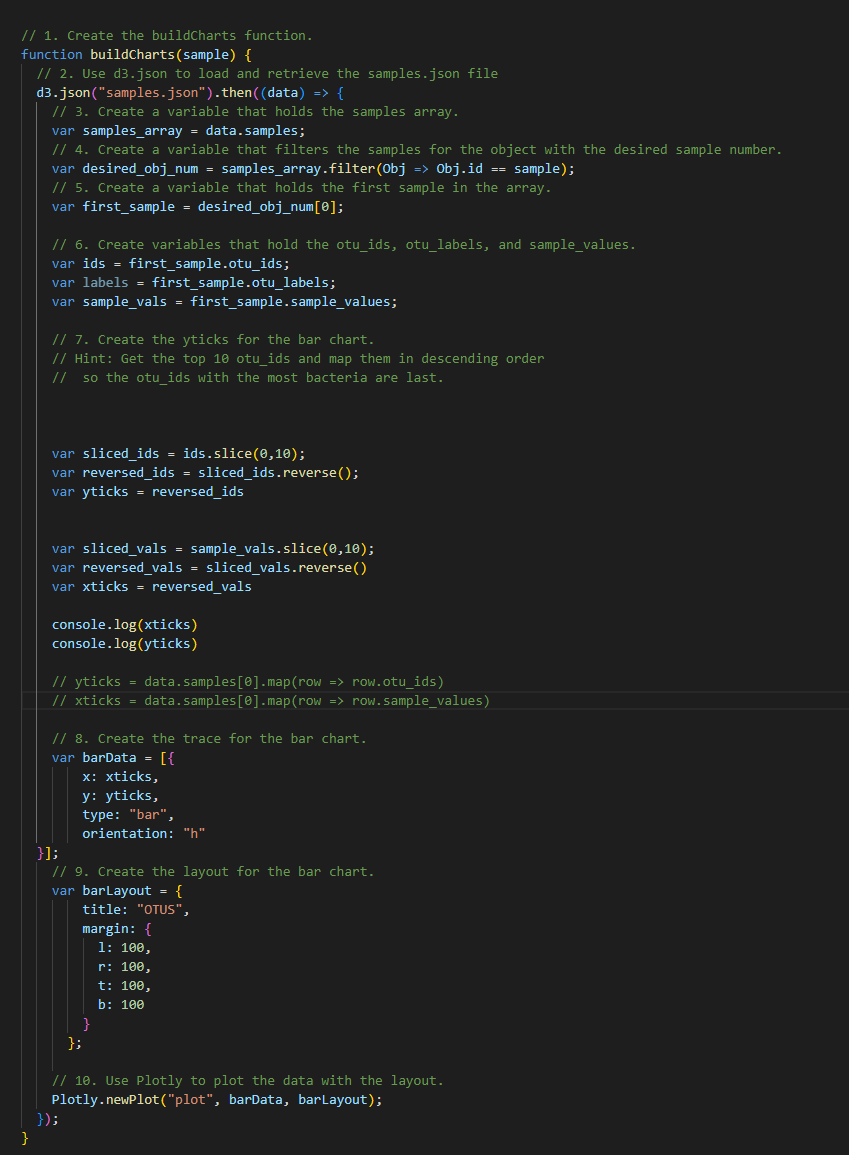 // 1. Create the buildCharts function.
function buildCharts(sample) {
  // 2. Use d3.json to load and retrieve the samples.json file
  d3.json("samples.json").then((data) => {
    // 3. Create a variable that holds the samples array.
    var samples_array = data.samples;
    // 4. Create a variable that filters the samples for the object with the desired sample number.
    var desired_obj_num = samples_array.filter(Obj => Obj.id == sample);
    // 5. Create a variable that holds the first sample in the array.
    var first_sample = desired_obj_num[0];

    // 6. Create variables that hold the otu_ids, otu_labels, and sample_values.
    var ids = first_sample.otu_ids;
    var labels = first_sample.otu_labels;
    var sample_vals = first_sample.sample_values;

    // 7. Create the yticks for the bar chart.
    // Hint: Get the top 10 otu_ids and map them in descending order
    //  so the otu_ids with the most bacteria are last.

    var sliced_ids = ids.slice(0,10);
    var reversed_ids = sliced_ids.reverse();
    var yticks = reversed_ids

    var sliced_vals = sample_vals.slice(0,10);
    var reversed_vals = sliced_vals.reverse()
    var xticks = reversed_vals

    console.log(xticks)
    console.log(yticks)

    // yticks = data.samples[0].map(row => row.otu_ids)
    // xticks = data.samples[0].map(row => row.sample_values)

    // 8. Create the trace for the bar chart.
    var barData = [{
        x: xticks,
        y: yticks,
        type: "bar",
        orientation: "h"
  }];
    // 9. Create the layout for the bar chart.
    var barLayout = {
        title: "OTUS",
        margin: {
          l: 100,
          r: 100,
          t: 100,
          b: 100
        }
      };

    // 10. Use Plotly to plot the data with the layout.
    Plotly.newPlot("plot", barData, barLayout);
  });
}